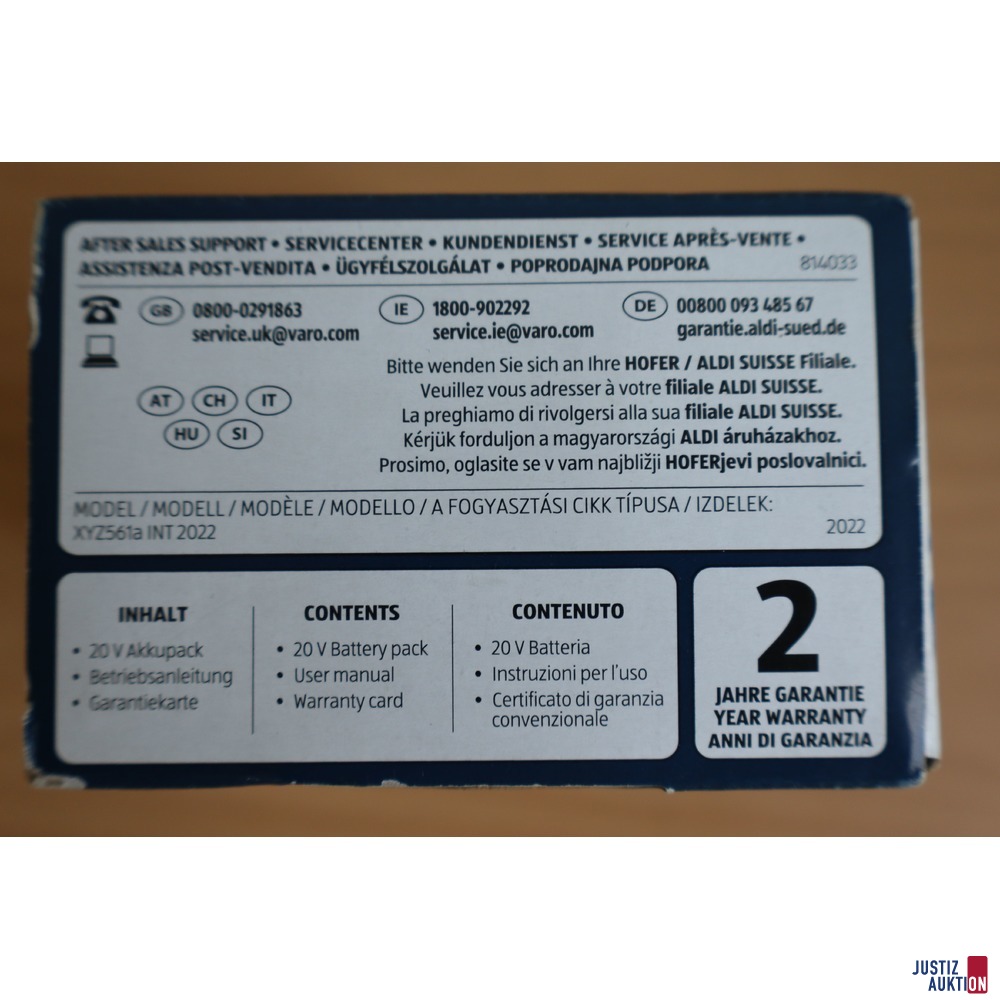 AFTER SALES SUPPORT • SERVICECENTER • KUNDENDIENST • SERVICE APRÈS-VENTE •
ASSISTENZA POST-VENDITA • ÜGYFÉLSZOLGÁLAT • POPRODAJNA PODPORA 814033
GB 0800-0291863 IE 1800-902292 DE 00800 093 485 67
service.uk@varo.com service.ie@varo.com garantie.aldi-sued.de
Bitte wenden Sie sich an Ihre HOFER / ALDI SUISSE Filiale.
Veuillez vous adresser à votre filiale ALDI SUISSE.
AT CH IT La preghiamo di rivolgersi alla sua filiale ALDI SUISSE.
HU SI Kérjük forduljon a magyarországi ALDI áruházakhoz.
Prosimo, oglasite se v vam najbližji HOFERjevi poslovalnici.
MODEL / MODELL / MODÈLE / MODELLO / A FOGYASZTÁSI CIKK TÍPUSA / IZDELEK:
XYZ561a INT 2022 2022
INHALT
• 20 V Akkupack
• Betriebsanleitung
• Garantiekarte
CONTENTS
• 20 V Battery pack
• User manual
• Warranty card
CONTENUTO
• 20 V Batteria
• Instruzioni per l'uso
• Certificato di garanzia
convenzionale
2
JAHRE GARANTIE
YEAR WARRANTY
ANNI DI GARANZIA
JUSTIZ
AUKTION